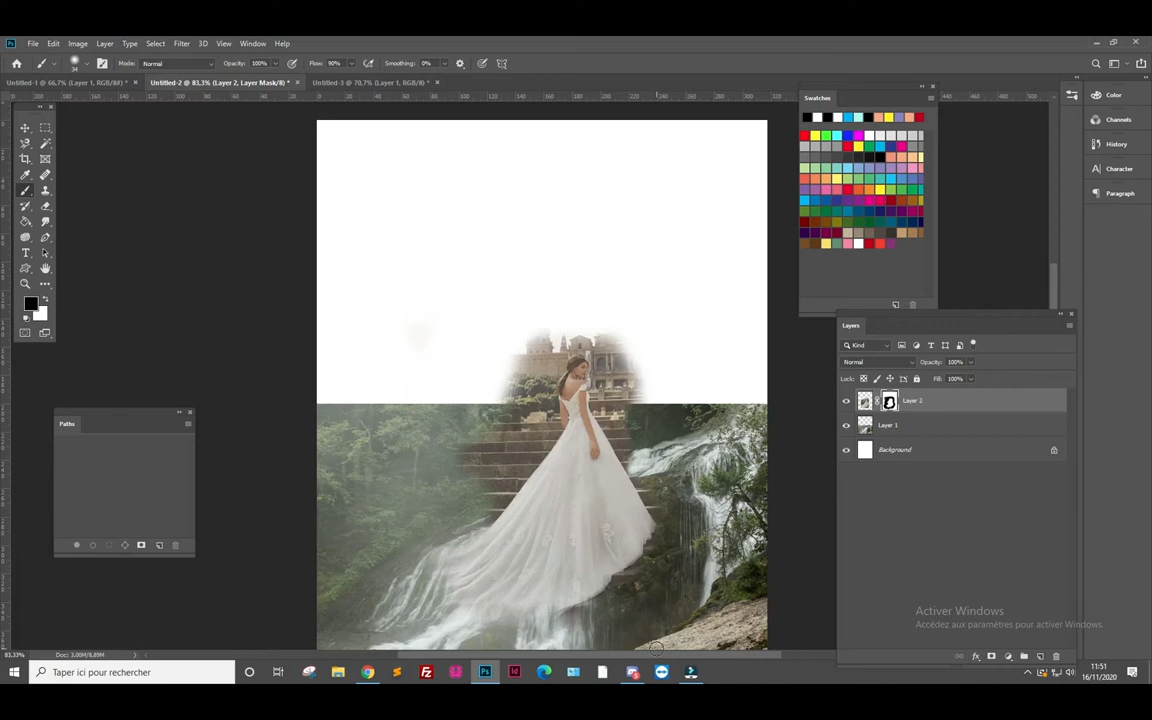 Ps File Edit Image Layer Type Select Filter 3D View Window Help
34 Mode: Normal Opacity: 100% Flow: 90% Smoothing: 0%
Untitled-1 @ 66,7% (Layer 1, RGB/8#) * × Untitled-2 @ 83,3% (Layer 2, Layer Mask/8) * × Untitled-3 @ 70,7% (Layer 1, RGB/8) * ×
Swatches
Color
Channels
History
Character
Paragraph
Layers
Kind
Normal Opacity: 100%
Lock: Fill: 100%
Layer 2
Layer 1
Background
Paths
Activer Windows
Accédez aux paramètres pour activer Windows.
83,33% Doc: 3,00M/8,89M
Taper ici pour rechercher
11:51
16/11/2020